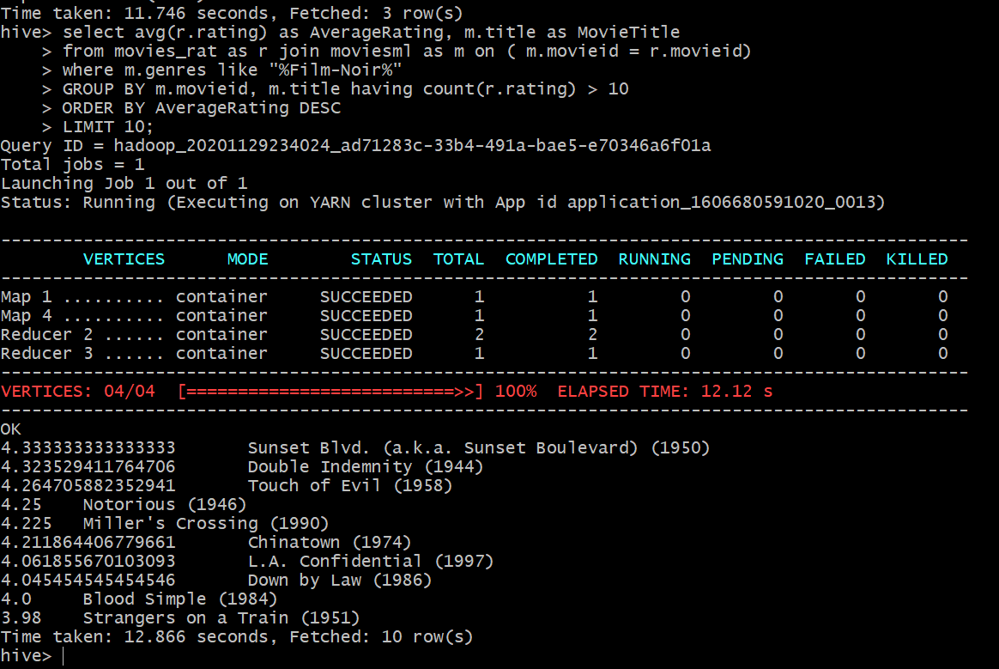 Time taken: 11.746 seconds, Fetched: 3 row(s)
hive> select avg(r.rating) as AverageRating, m.title as MovieTitle
    > from movies_rat as r join moviesml as m on ( m.movieid = r.movieid)
    > where m.genres like "%Film-Noir%"
    > GROUP BY m.movieid, m.title having count(r.rating) > 10
    > ORDER BY AverageRating DESC
    > LIMIT 10;
Query ID = hadoop_20201129234024_ad71283c-33b4-491a-bae5-e70346a6f01a
Total jobs = 1
Launching Job 1 out of 1
Status: Running (Executing on YARN cluster with App id application_1606680591020_0013)
----------------------------------------------------------------------------------------------
        VERTICES      MODE        STATUS  TOTAL  COMPLETED  RUNNING  PENDING  FAILED  KILLED
----------------------------------------------------------------------------------------------
Map 1 .......... container     SUCCEEDED      1          1        0        0       0       0
Map 4 .......... container     SUCCEEDED      1          1        0        0       0       0
Reducer 2 ...... container     SUCCEEDED      2          2        0        0       0       0
Reducer 3 ...... container     SUCCEEDED      1          1        0        0       0       0
----------------------------------------------------------------------------------------------
VERTICES: 04/04  [==========================>>] 100%  ELAPSED TIME: 12.12 s
----------------------------------------------------------------------------------------------
OK
4.333333333333333       Sunset Blvd. (a.k.a. Sunset Boulevard) (1950)
4.323529411764706       Double Indemnity (1944)
4.264705882352941       Touch of Evil (1958)
4.25    Notorious (1946)
4.225   Miller's Crossing (1990)
4.211864406779661       Chinatown (1974)
4.061855670103093       L.A. Confidential (1997)
4.045454545454546       Down by Law (1986)
4.0     Blood Simple (1984)
3.98    Strangers on a Train (1951)
Time taken: 12.866 seconds, Fetched: 10 row(s)
hive>